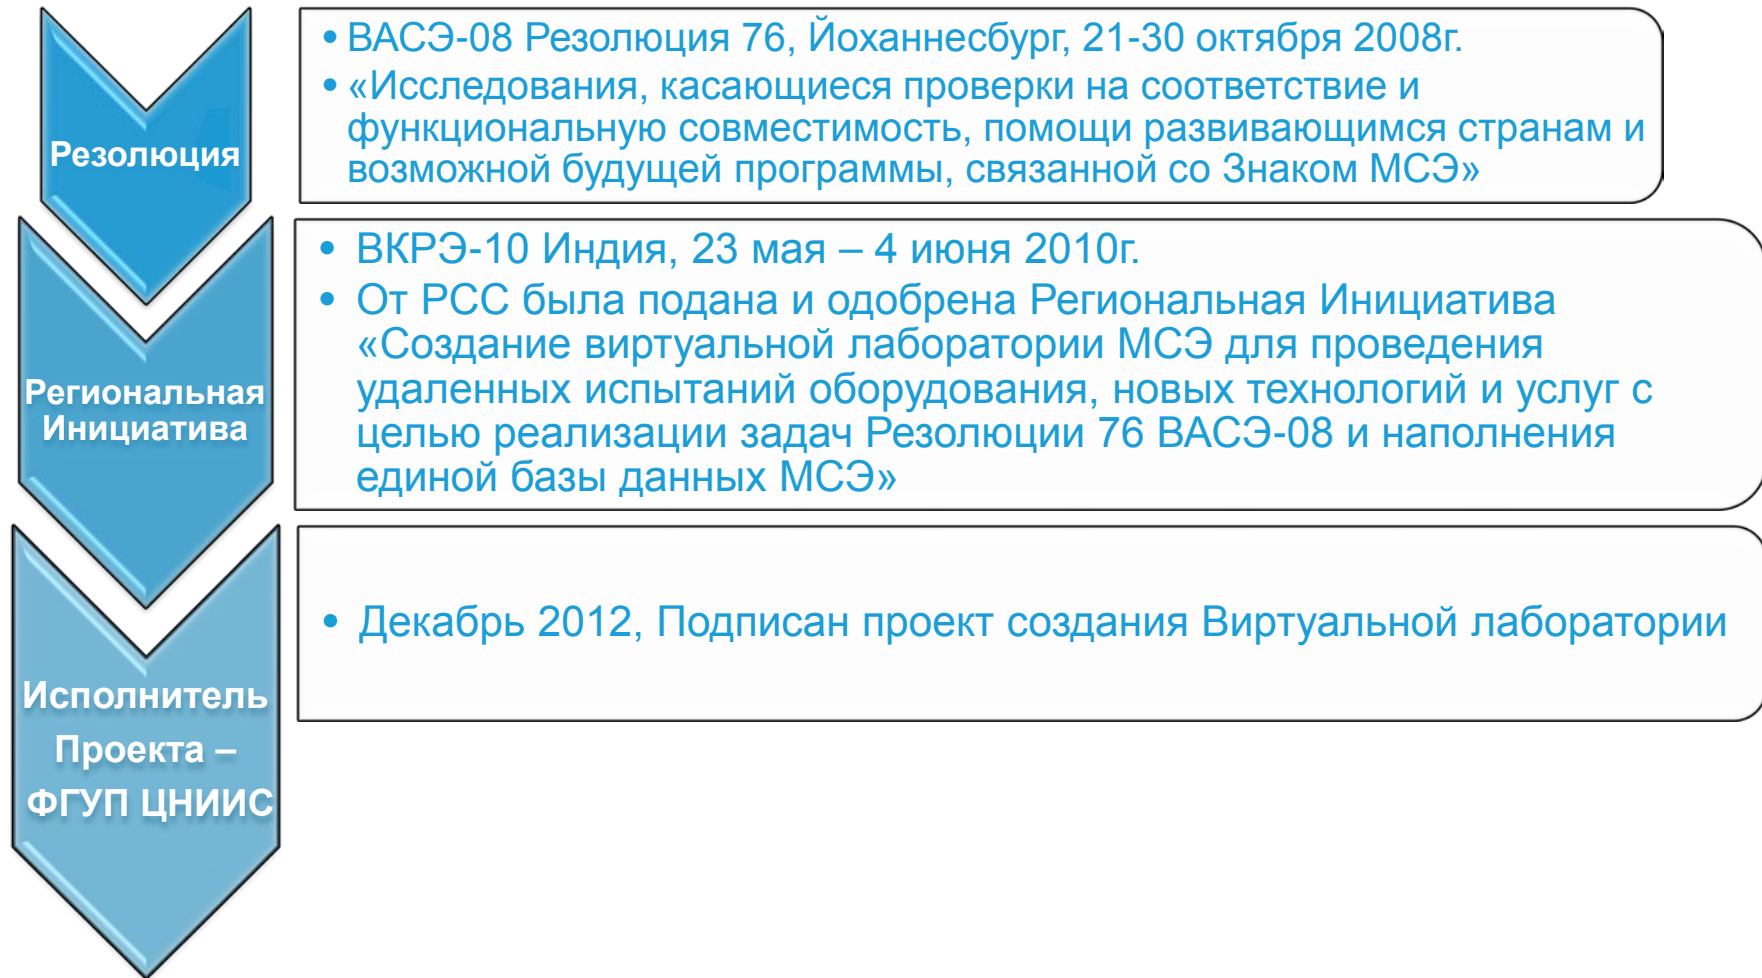 Резолюция
• ВАСЭ-08 Резолюция 76, Йоханнесбург, 21-30 октября 2008г.
• «Исследования, касающиеся проверки на соответствие и
функциональную совместимость, помощи развивающимся странам и
возможной будущей программы, связанной со Знаком МСЭ»
Региональная
Инициатива
• ВКРЭ-10 Индия, 23 мая – 4 июня 2010г.
• От РСС была подана и одобрена Региональная Инициатива
«Создание виртуальной лаборатории МСЭ для проведения
удаленных испытаний оборудования, новых технологий и услуг с
целью реализации задач Резолюции 76 ВАСЭ-08 и наполнения
единой базы данных МСЭ»
Исполнитель
Проекта –
ФГУП ЦНИИС
• Декабрь 2012, Подписан проект создания Виртуальной лаборатории